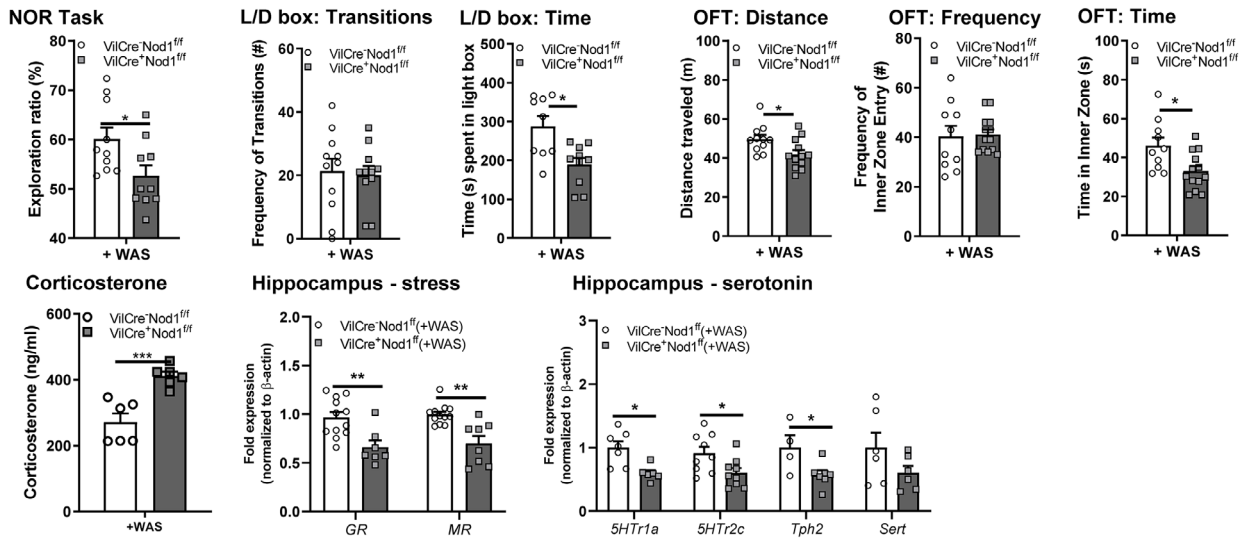 NOR Task
Exploration ratio (%)
80
70
60
50
40
VilCre⁻Nod1f/f
VilCre⁺Nod1f/f
*
+ WAS
L/D box: Transitions
Frequency of Transitions (#)
60
40
20
0
VilCre⁻Nod1f/f
VilCre⁺Nod1f/f
+ WAS
L/D box: Time
Time (s) spent in light box
500
400
300
200
100
0
VilCre⁻Nod1f/f
VilCre⁺Nod1f/f
*
+ WAS
OFT: Distance
Distance traveled (m)
100
80
60
40
20
0
VilCre⁻Nod1f/f
VilCre⁺Nod1f/f
*
+ WAS
OFT: Frequency
Frequency of
Inner Zone Entry (#)
80
60
40
20
0
VilCre⁻Nod1f/f
VilCre⁺Nod1f/f
+ WAS
OFT: Time
Time in Inner Zone (s)
100
80
60
40
20
0
VilCre⁻Nod1f/f
VilCre⁺Nod1f/f
*
+ WAS
Corticosterone
Corticosterone (ng/ml)
600
400
200
0
VilCre⁻Nod1f/f
VilCre⁺Nod1f/f
***
+WAS
Hippocampus - stress
Fold expression
(normalized to β-actin)
2.0
1.5
1.0
0.5
0.0
VilCre⁻Nod1ff(+WAS)
VilCre⁺Nod1ff(+WAS)
**
**
GR
MR
Hippocampus - serotonin
Fold expression
(normalized to β-actin)
3
2
1
0
VilCre⁻Nod1ff(+WAS)
VilCre⁺Nod1ff(+WAS)
*
*
*
5HTr1a
5HTr2c
Tph2
Sert